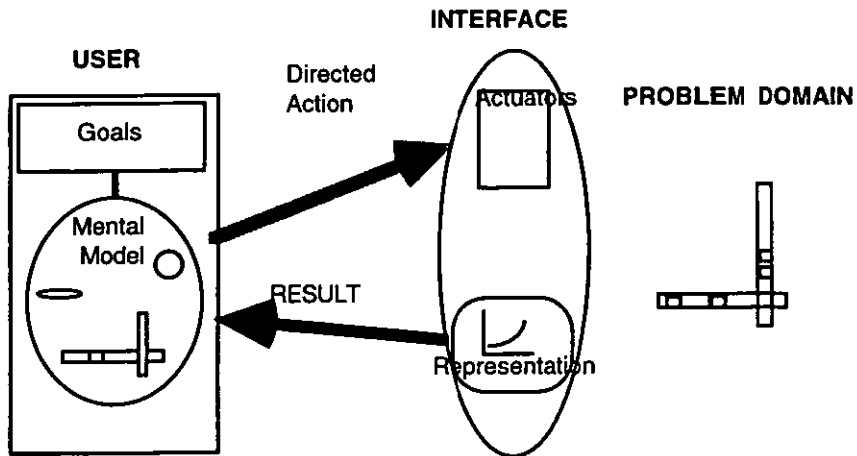 INTERFACE
USER
Directed
Action
Actuators
PROBLEM DOMAIN
Goals
Mental
Model
RESULT
Representation